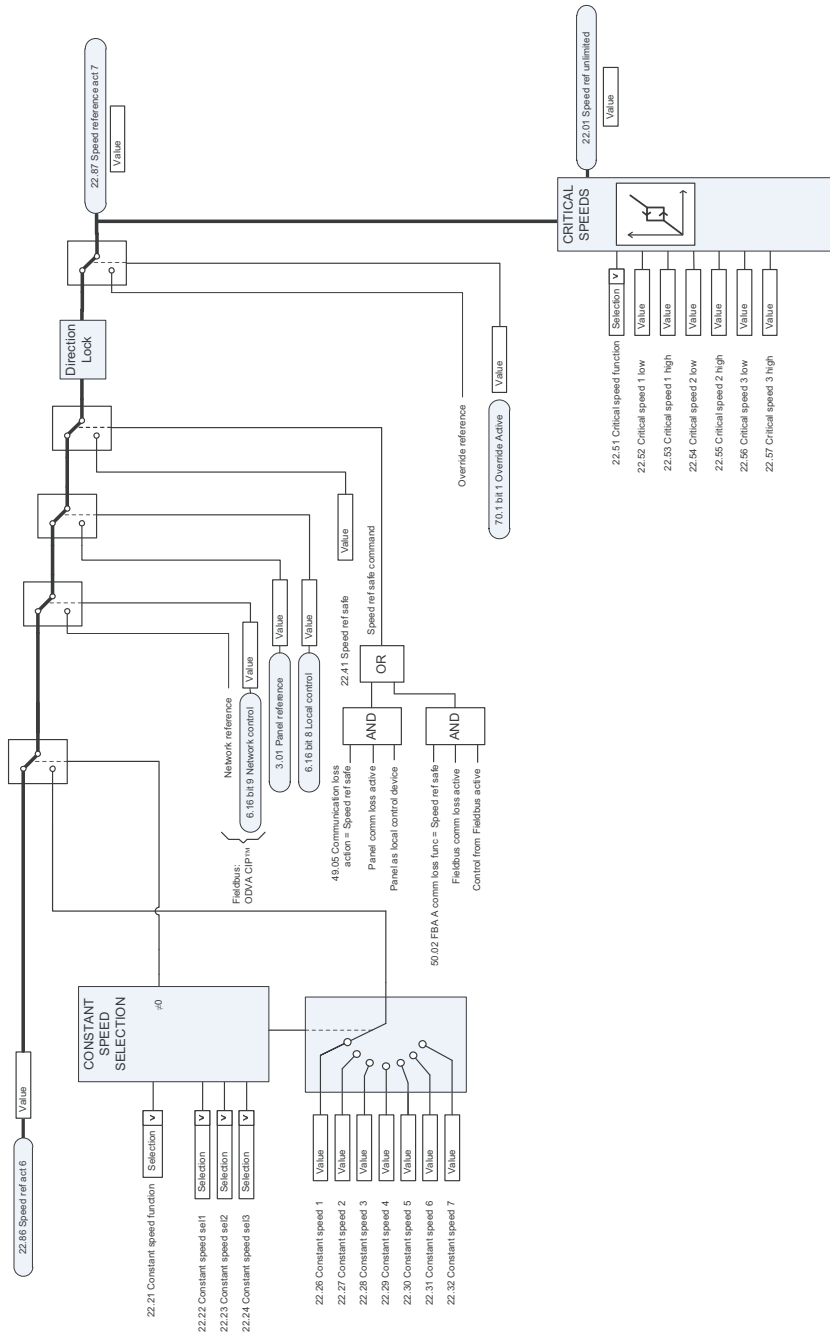 22.86 Speed ref act 6
Value
22.21 Constant speed function
Selection
v
22.22 Constant speed sel1
Selection
v
22.23 Constant speed sel2
Selection
v
22.24 Constant speed sel3
Selection
v
CONSTANT
SPEED
SELECTION
≠0
22.26 Constant speed 1
Value
22.27 Constant speed 2
Value
22.28 Constant speed 3
Value
22.29 Constant speed 4
Value
22.30 Constant speed 5
Value
22.31 Constant speed 6
Value
22.32 Constant speed 7
Value
Network reference
Fieldbus:
ODVA CIP™
6.16 bit 9 Network control
Value
3.01 Panel reference
Value
6.16 bit 8 Local control
Value
22.41 Speed ref safe
Value
49.05 Communication loss
action = Speed ref safe
Panel comm loss active
Panel as local control device
AND
OR
Speed ref safe command
50.02 FBA A comm loss func = Speed ref safe
Fieldbus comm loss active
Control from Fieldbus active
AND
Direction
Lock
Override reference
70.1 bit 1 Override Active
Value
22.87 Speed reference act 7
Value
CRITICAL
SPEEDS
22.51 Critical speed function
Selection
v
22.52 Critical speed 1 low
Value
22.53 Critical speed 1 high
Value
22.54 Critical speed 2 low
Value
22.55 Critical speed 2 high
Value
22.56 Critical speed 3 low
Value
22.57 Critical speed 3 high
Value
22.01 Speed ref unlimited
Value